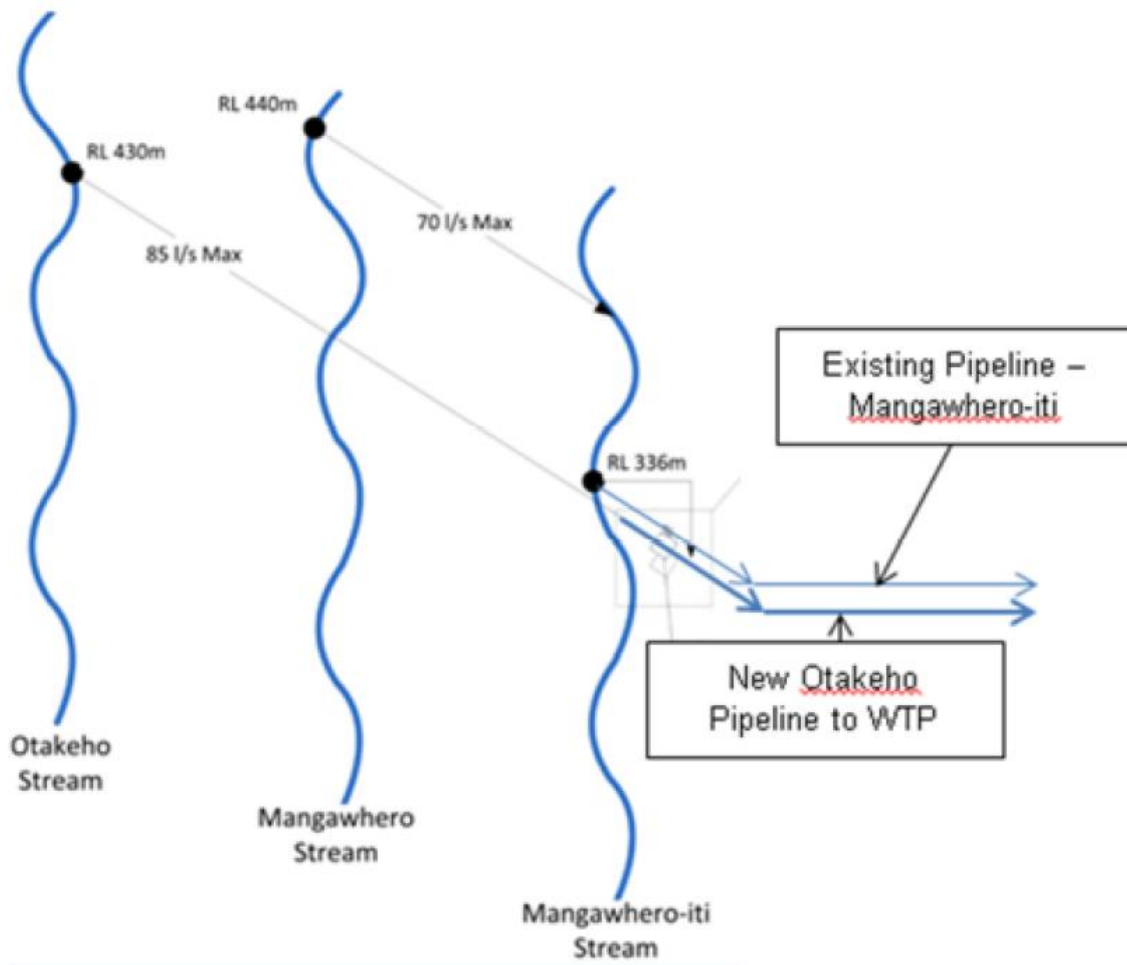 RL 440m
RL 430m
70 l/s Max
85 l/s Max
Existing Pipeline –
Mangawhero-iti
RL 336m
New Otakeho
Pipeline to WTP
Otakeho
Stream
Mangawhero
Stream
Mangawhero-iti
Stream